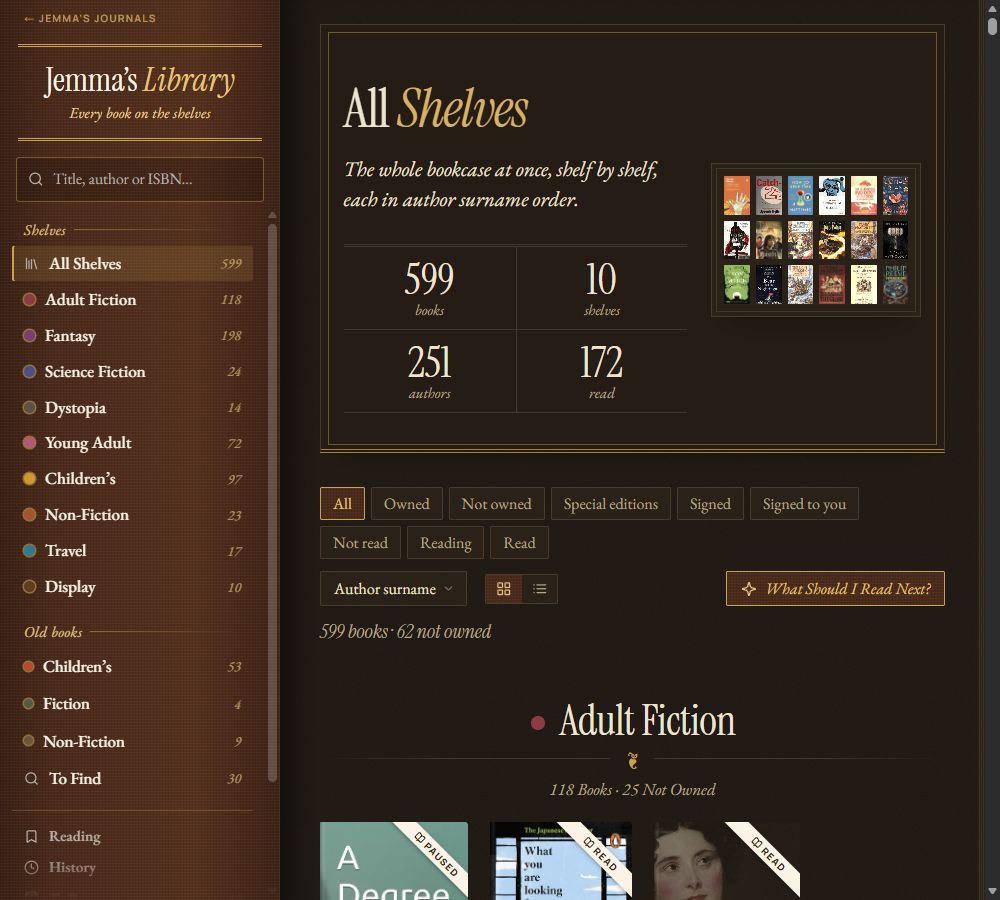 ← JEMMA'S JOURNALS
Jemma's Library
Every book on the shelves
Title, author or ISBN...
Shelves
All Shelves 599
Adult Fiction 118
Fantasy 198
Science Fiction 24
Dystopia 14
Young Adult 72
Children's 97
Non-Fiction 23
Travel 17
Display 10
Old books
Children's 53
Fiction 4
Non-Fiction 9
To Find 30
Reading
History
All Shelves
The whole bookcase at once, shelf by shelf,
each in author surname order.
599
books
10
shelves
251
authors
172
read
All Owned Not owned Special editions Signed Signed to you
Not read Reading Read
Author surname
What Should I Read Next?
599 books · 62 not owned
Adult Fiction
118 Books · 25 Not Owned
A
Degree
PAUSED
The Japanese
What
you
are
looking
READ
READ